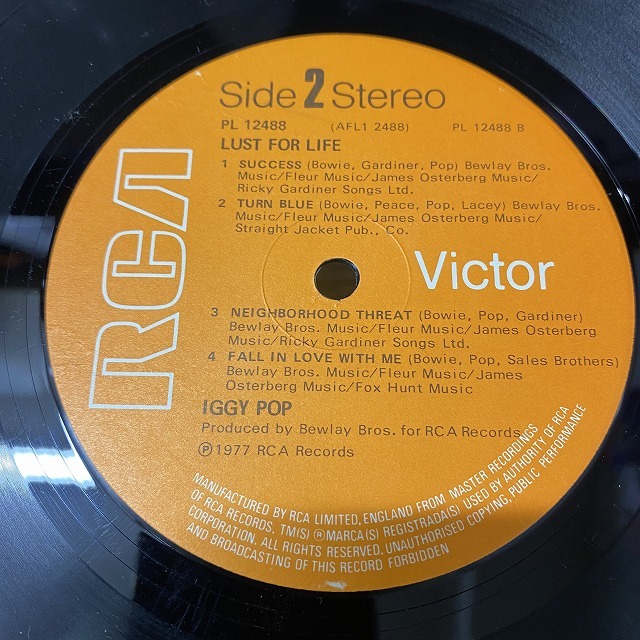 Side 2 Stereo
PL 12488 (AFL1 2488) PL 12488 B
LUST FOR LIFE
1 SUCCESS (Bowie, Gardiner, Pop) Bewlay Bros.
Music/Fleur Music/James Osterberg Music/
Ricky Gardiner Songs Ltd.
2 TURN BLUE (Bowie, Peace, Pop, Lacey) Bewlay Bros.
Music/Fleur Music/James Osterberg Music/
Straight Jacket Pub., Co.
RCA
Victor
3 NEIGHBORHOOD THREAT (Bowie, Pop, Gardiner)
Bewlay Bros. Music/Fleur Music/James Osterberg
Music/Ricky Gardiner Songs Ltd.
4 FALL IN LOVE WITH ME (Bowie, Pop, Sales Brothers)
Bewlay Bros. Music/Fleur Music/James
Osterberg Music/Fox Hunt Music
IGGY POP
Produced by Bewlay Bros. for RCA Records
℗ 1977 RCA Records
MANUFACTURED BY RCA LIMITED, ENGLAND FROM MASTER RECORDINGS
OF RCA RECORDS, TM(S) ® MARCA(S) REGISTRADA(S) USED BY AUTHORITY OF RCA
CORPORATION. ALL RIGHTS RESERVED. UNAUTHORISED COPYING, PUBLIC PERFORMANCE
AND BROADCASTING OF THIS RECORD FORBIDDEN